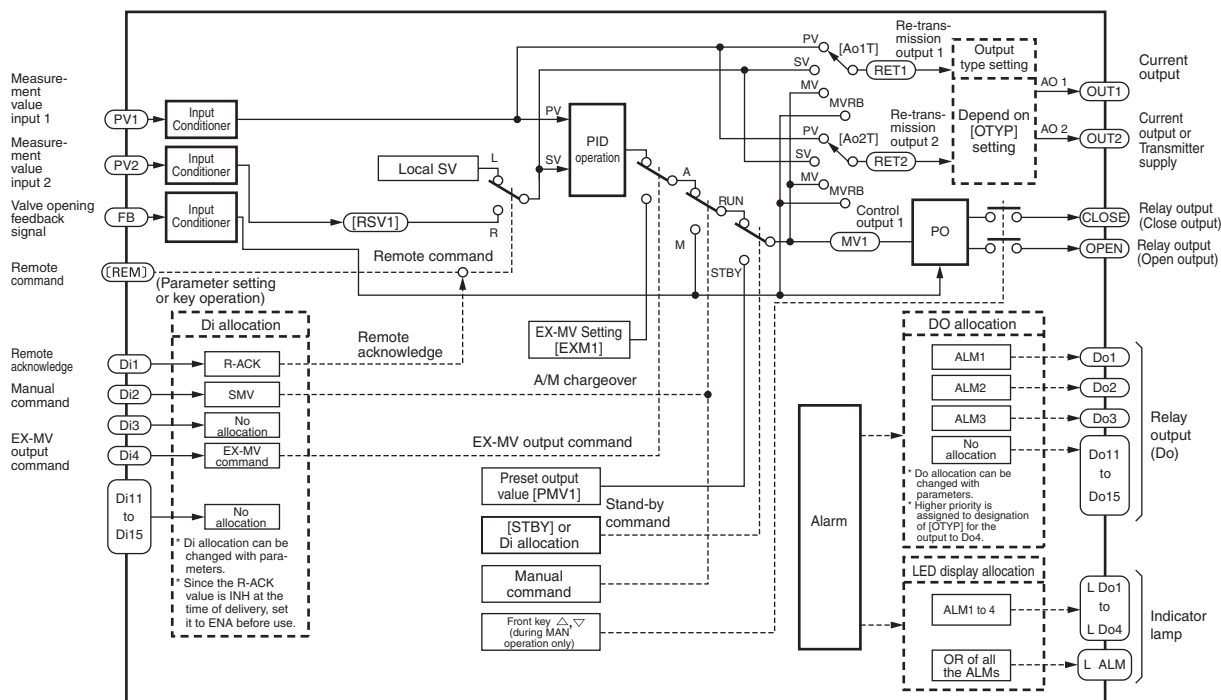 Measure-
ment
value
input 1
PV1
Input
Conditioner
Measure-
ment
value
input 2
PV2
Input
Conditioner
Valve opening
feedback
signal
FB
Input
Conditioner
Remote
command
[REM]
(Parameter setting
or key operation)
Local SV
L
[RSV1]
R
Remote command
PV
SV
PID
operation
A
RUN
M
STBY
EX-MV Setting
[EXM1]
PV
[Ao1T]
SV
MV
MVRB
Re-trans-
mission
output 1
RET1
PV
[Ao2T]
SV
MV
MVRB
Re-trans-
mission
output 2
RET2
Output
type setting
Depend on
[OTYP]
setting
AO 1
OUT1
Current
output
AO 2
OUT2
Current
output or
Transmitter
supply
Control
output 1
MV1
PO
CLOSE
Relay output
(Close output)
OPEN
Relay output
(Open output)
Di allocation
Remote
acknowledge
Di1
R-ACK
Remote
acknowledge
Manual
command
Di2
SMV
A/M chargeover
Di3
No
allocation
EX-MV
output
command
Di4
EX-MV
command
EX-MV output command
Di11
to
Di15
No
allocation
* Di allocation can be
changed with para-
meters.
* Since the R-ACK
value is INH at the
time of delivery, set
it to ENA before use.
Preset output
value [PMV1]
Stand-by
command
[STBY] or
Di allocation
Manual
command
Front key △,▽
(during MAN
operation only)
Alarm
DO allocation
ALM1
Do1
ALM2
Do2
ALM3
Do3
No
allocation
Do11
to
Do15
Relay
output
(Do)
* Do allocation can be
changed with
parameters.
* Higher priority is
assigned to designation
of [OTYP] for the
output to Do4.
LED display allocation
ALM1 to 4
L Do1
to
L Do4
OR of all
the ALMs
L ALM
Indicator
lamp